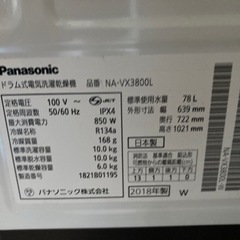 Panasonic
ドラム式電気洗濯乾燥機 品番 NA-VX3800L
定格電圧 100 V～ JET
定格周波数 50/60 Hz IPX4
最大消費電力 850 W
冷媒 R134a
冷媒量 168 g
標準洗濯容量 10.0 kg
標準脱水容量 10.0 kg
標準乾燥容量 6.0 kg
製造番号 1821801195
パナソニック株式会社
標準使用水量 78 L
外形寸法 幅 639 mm
奥行 722 mm
高さ 1021 mm
日本製
2018年製 W
NA-VX3800L-W